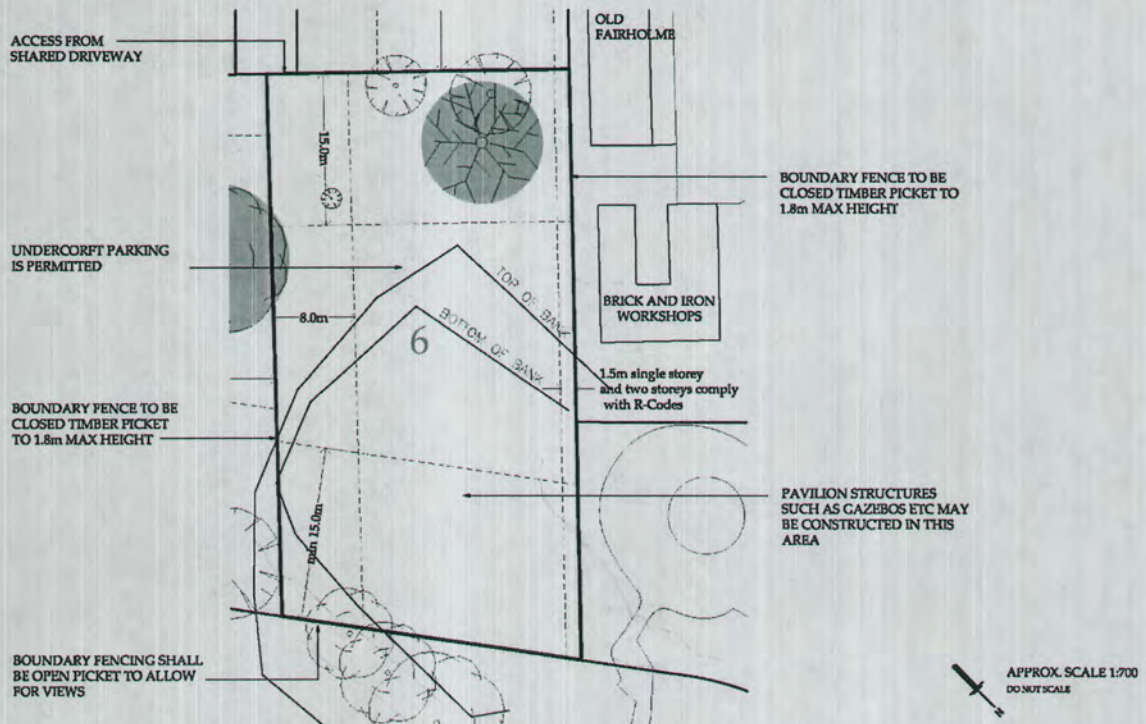 ACCESS FROM
SHARED DRIVEWAY
OLD
FAIRHOLME
15.0m
BOUNDARY FENCE TO BE
CLOSED TIMBER PICKET TO
1.8m MAX HEIGHT
UNDERCORFT PARKING
IS PERMITTED
TOP OF BANK
BRICK AND IRON
WORKSHOPS
8.0m
6
BOTTOM OF BANK
1.5m single storey
and two storeys comply
with R-Codes
BOUNDARY FENCE TO BE
CLOSED TIMBER PICKET
TO 1.8m MAX HEIGHT
min 15.0m
PAVILION STRUCTURES
SUCH AS GAZEBOS ETC MAY
BE CONSTRUCTED IN THIS
AREA
BOUNDARY FENCING SHALL
BE OPEN PICKET TO ALLOW
FOR VIEWS
APPROX. SCALE 1:700
DO NOT SCALE
N